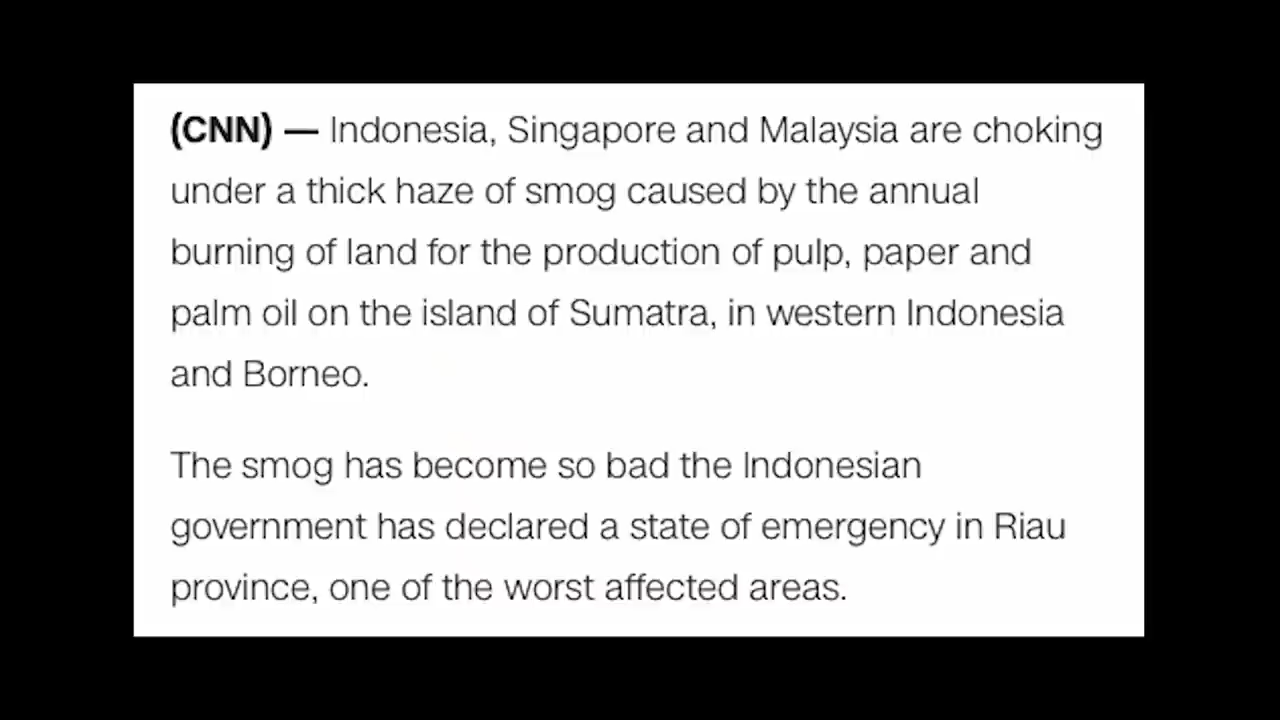 (CNN) — Indonesia, Singapore and Malaysia are choking
under a thick haze of smog caused by the annual
burning of land for the production of pulp, paper and
palm oil on the island of Sumatra, in western Indonesia
and Borneo.
The smog has become so bad the Indonesian
government has declared a state of emergency in Riau
province, one of the worst affected areas.